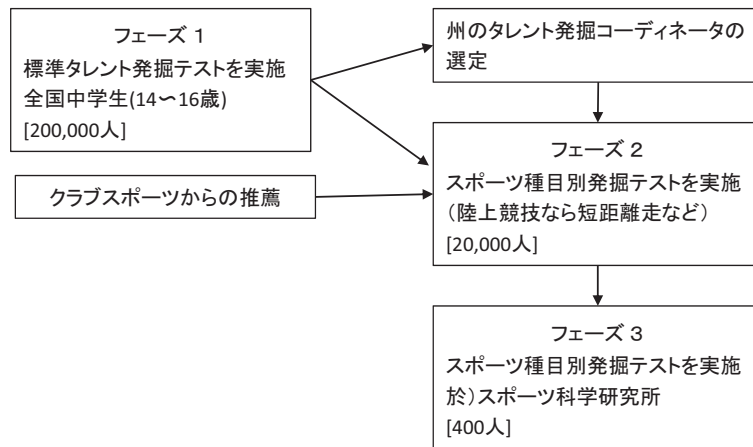 フェーズ 1
標準タレント発掘テストを実施
全国中学生(14～16歳)
[200,000人]
州のタレント発掘コーディネータの
選定
クラブスポーツからの推薦
フェーズ 2
スポーツ種目別発掘テストを実施
(陸上競技なら短距離走など)
[20,000人]
フェーズ 3
スポーツ種目別発掘テストを実施
於)スポーツ科学研究所
[400人]